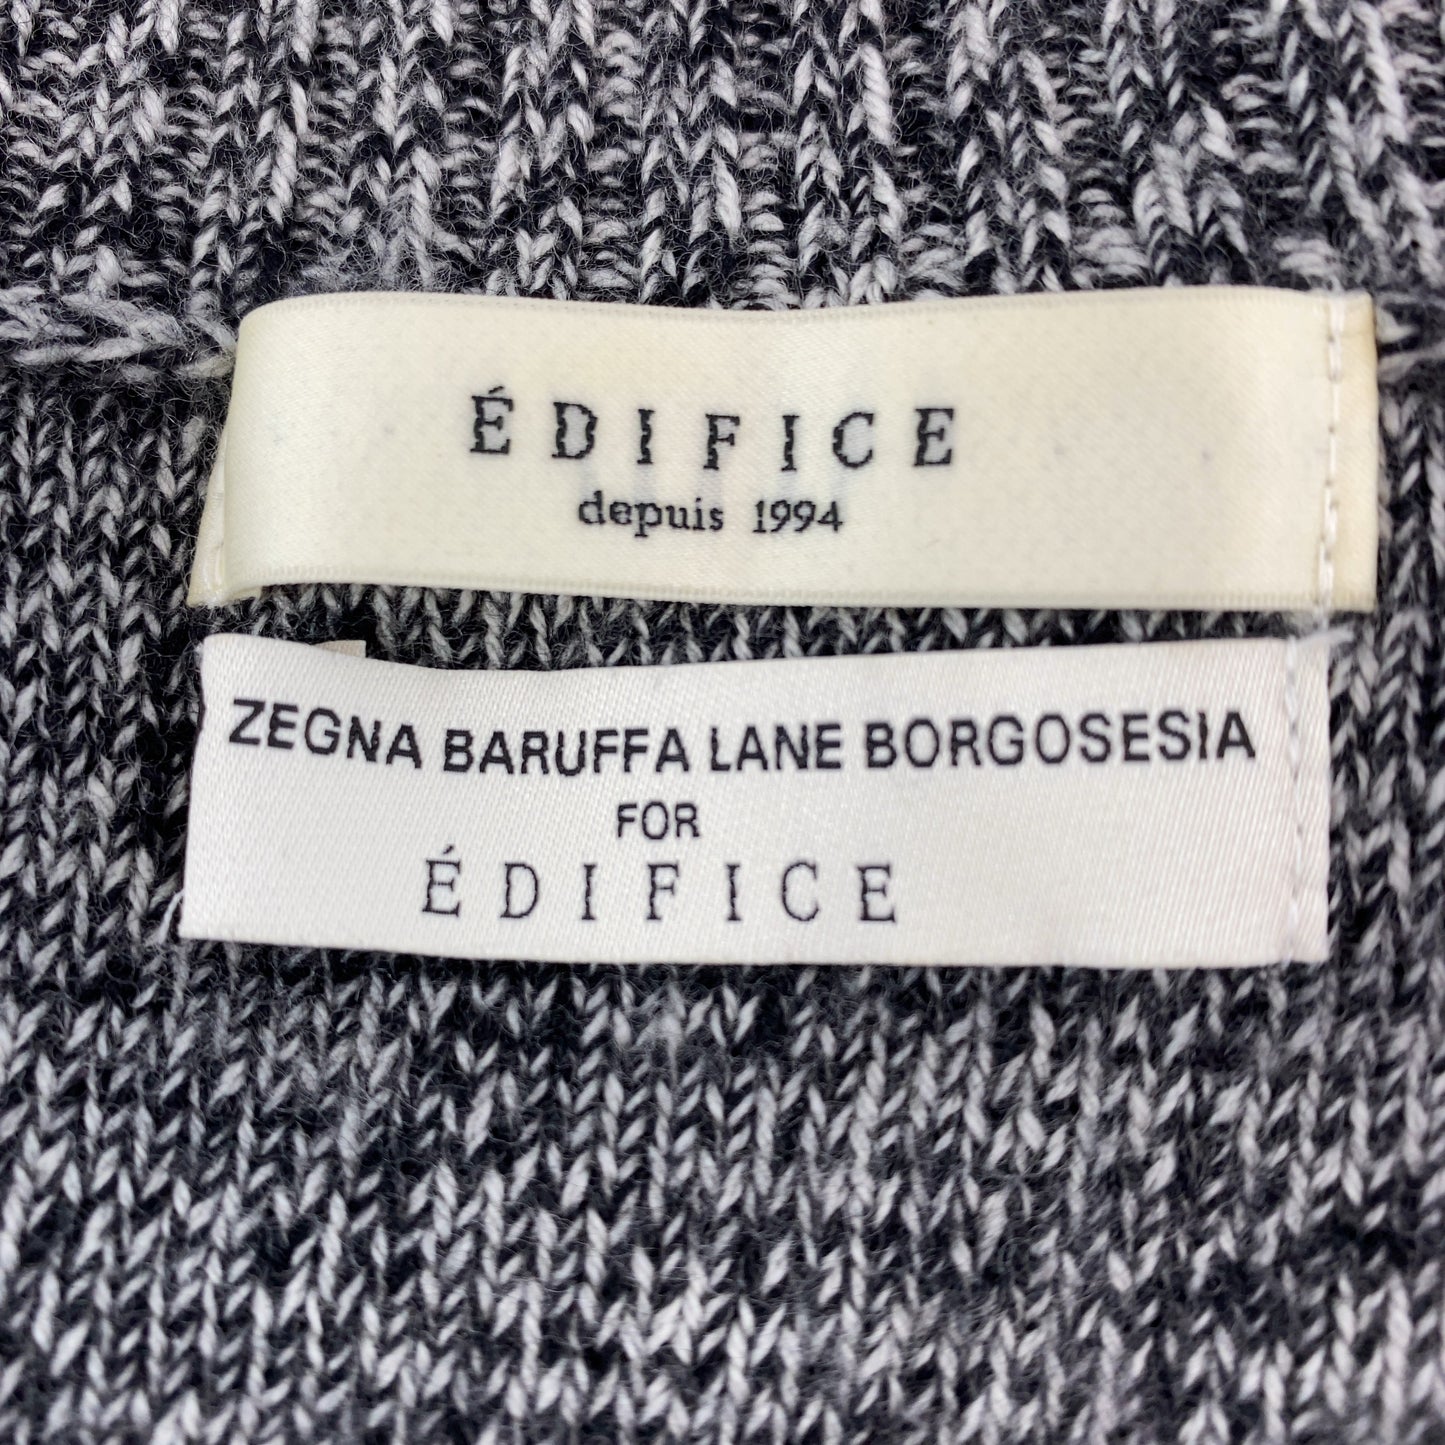 ÉDIFICE
depuis 1994
ZEGNA BARUFFA LANE BORGOSESIA
FOR
ÉDIFICE